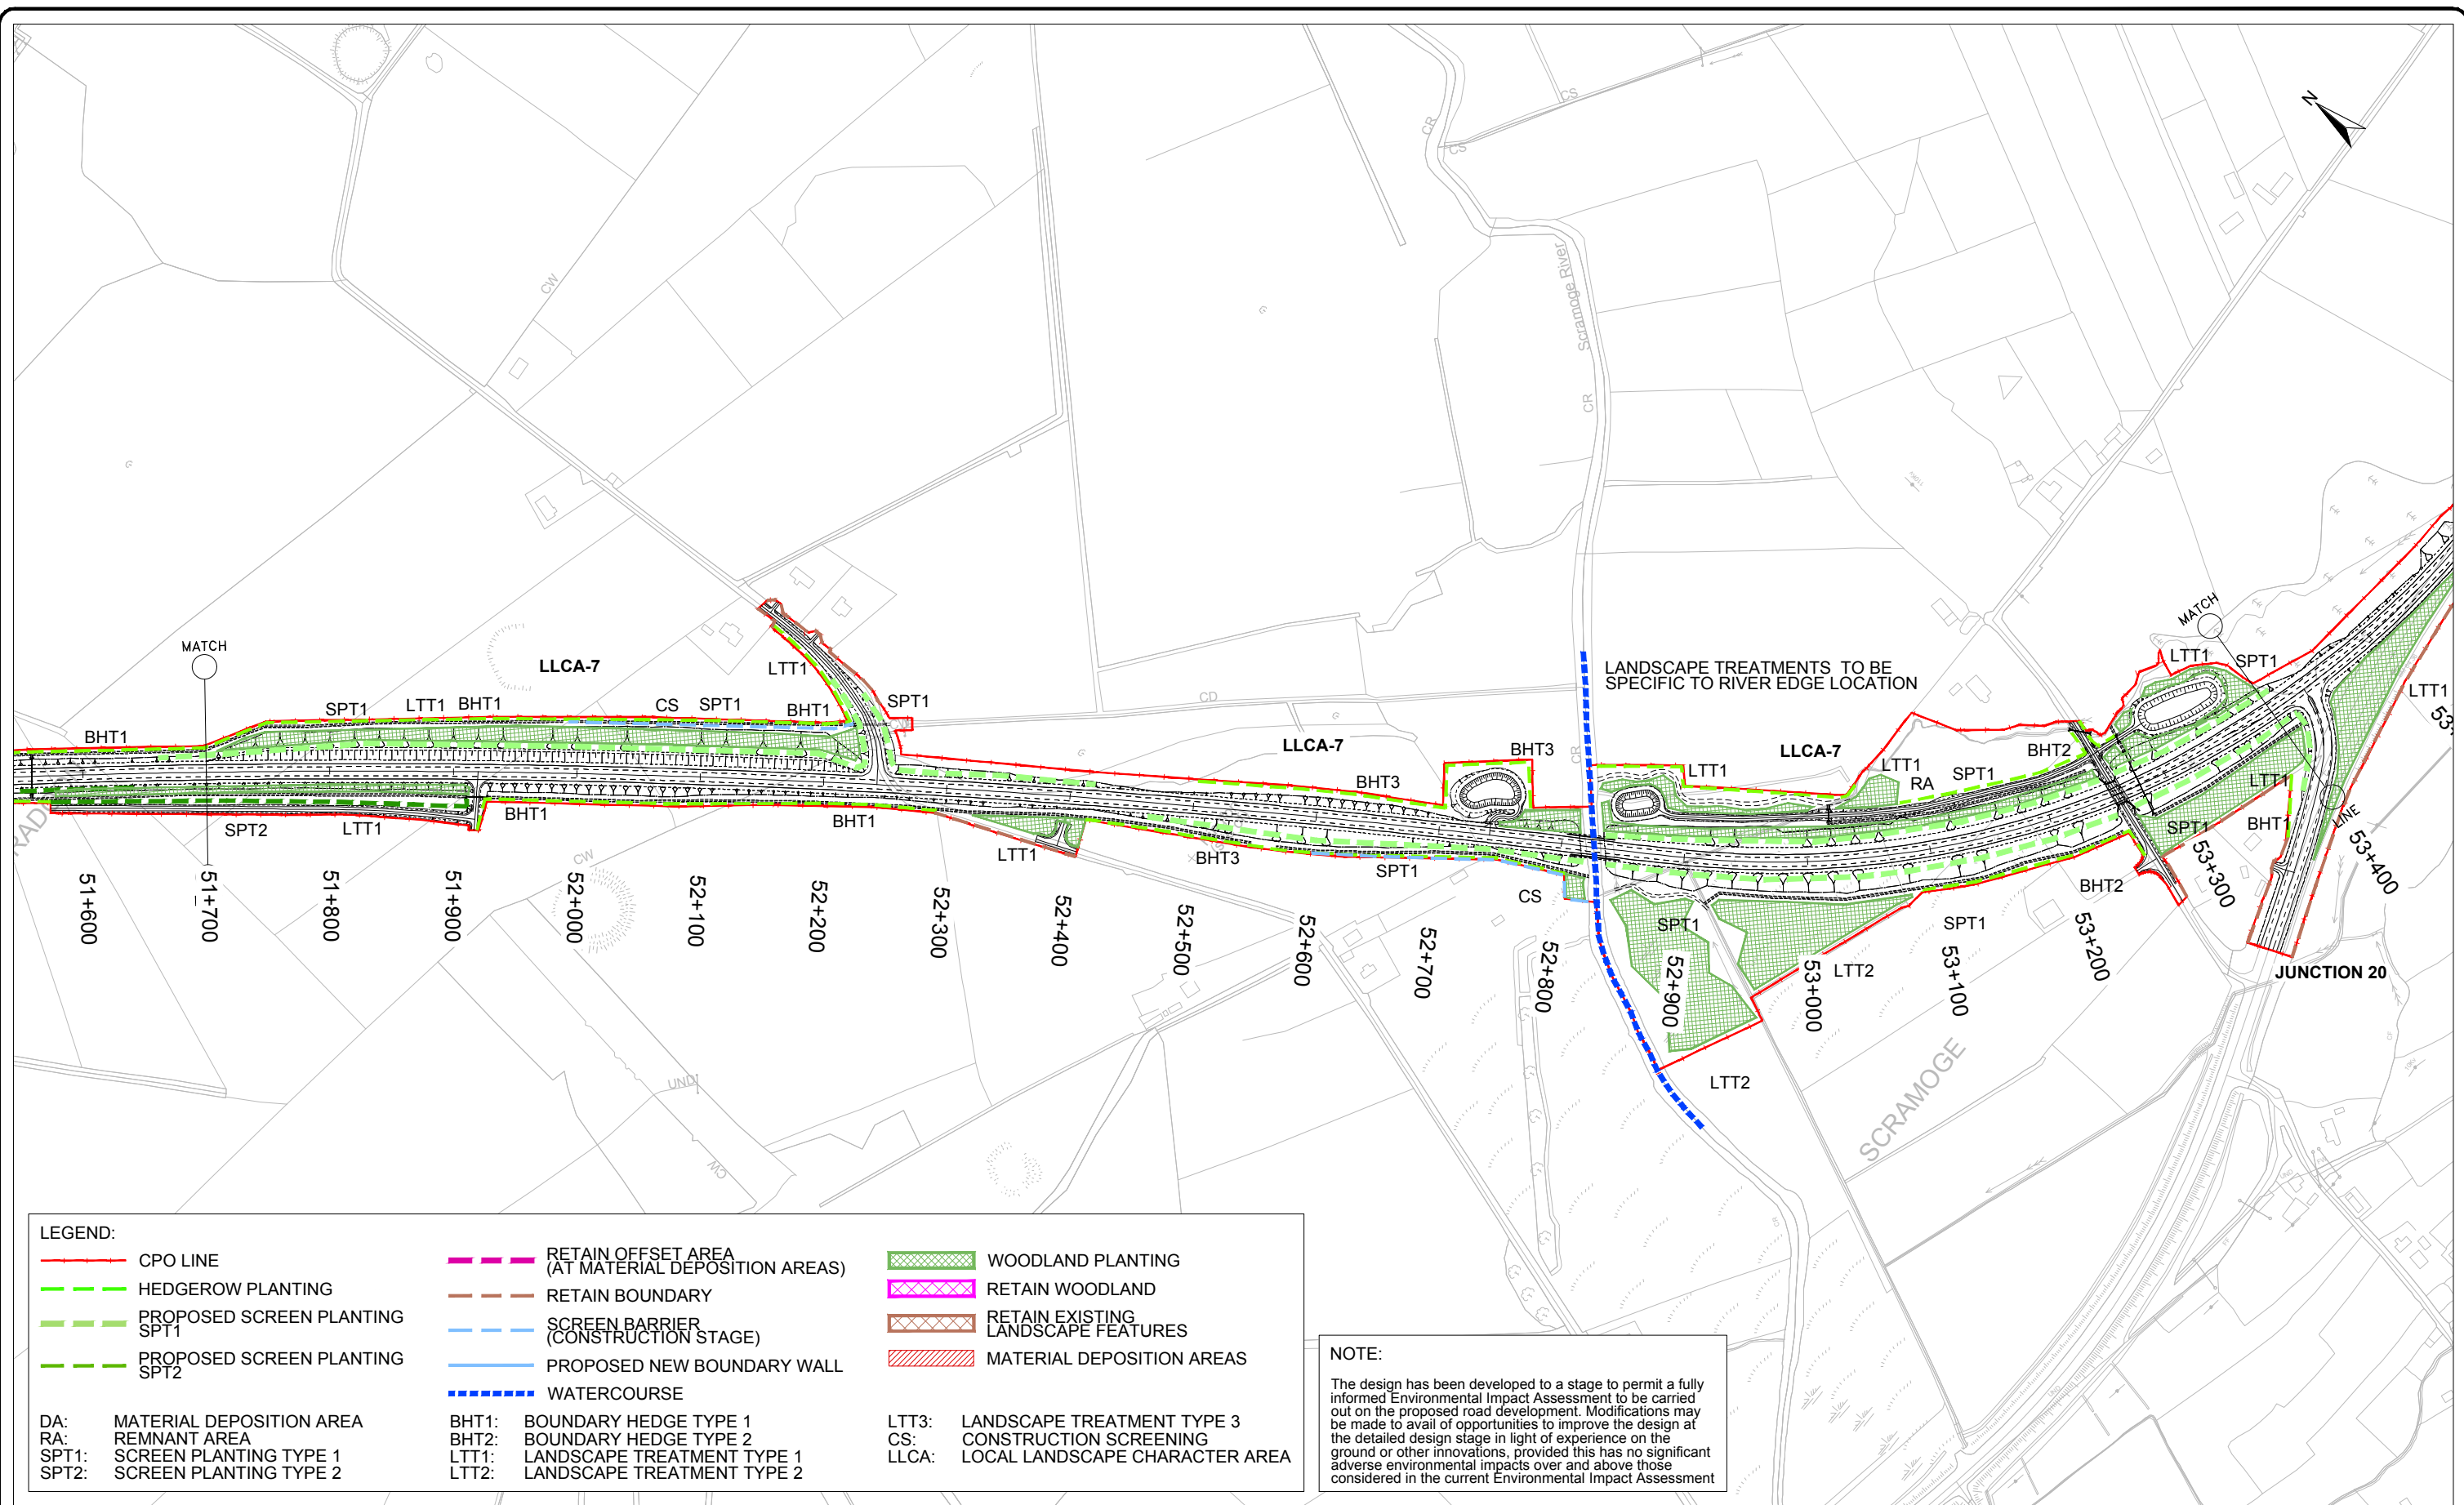 N
CS
CR
CS
Scramoge River
CR
CW
G
G
MATCH
LLCA-7
LTT1
SPT1
BHT1
SPT1
LTT1
BHT1
CS
SPT1
BHT1
CD
LANDSCAPE TREATMENTS TO BE
SPECIFIC TO RIVER EDGE LOCATION
G
G
CR
LLCA-7
BHT3
BHT3
LTT1
LLCA-7
LTT1
RA
SPT1
BHT2
MATCH
LTT1
SPT1
LTT1
LTT1
BHT1
LINE
SPT1
BHT2
SPT2
LTT1
BHT1
BHT1
LTT1
BHT3
SPT1
CS
SPT1
LTT2
SPT1
LTT2
CW
UND
CW
51+600
51+700
51+800
51+900
52+000
52+100
52+200
52+300
52+400
52+500
52+600
52+700
52+800
52+900
53+000
53+100
53+200
53+300
53+400
JUNCTION 20
SCRAMOGE
LEGEND:
CPO LINE
HEDGEROW PLANTING
PROPOSED SCREEN PLANTING
SPT1
PROPOSED SCREEN PLANTING
SPT2
RETAIN OFFSET AREA
(AT MATERIAL DEPOSITION AREAS)
RETAIN BOUNDARY
SCREEN BARRIER
(CONSTRUCTION STAGE)
PROPOSED NEW BOUNDARY WALL
WATERCOURSE
WOODLAND PLANTING
RETAIN WOODLAND
RETAIN EXISTING
LANDSCAPE FEATURES
MATERIAL DEPOSITION AREAS
DA: MATERIAL DEPOSITION AREA
RA: REMNANT AREA
SPT1: SCREEN PLANTING TYPE 1
SPT2: SCREEN PLANTING TYPE 2
BHT1: BOUNDARY HEDGE TYPE 1
BHT2: BOUNDARY HEDGE TYPE 2
LTT1: LANDSCAPE TREATMENT TYPE 1
LTT2: LANDSCAPE TREATMENT TYPE 2
LTT3: LANDSCAPE TREATMENT TYPE 3
CS: CONSTRUCTION SCREENING
LLCA: LOCAL LANDSCAPE CHARACTER AREA
NOTE:
The design has been developed to a stage to permit a fully
informed Environmental Impact Assessment to be carried
out on the proposed road development. Modifications may
be made to avail of opportunities to improve the design at
the detailed design stage in light of experience on the
ground or other innovations, provided this has no significant
adverse environmental impacts over and above those
considered in the current Environmental Impact Assessment